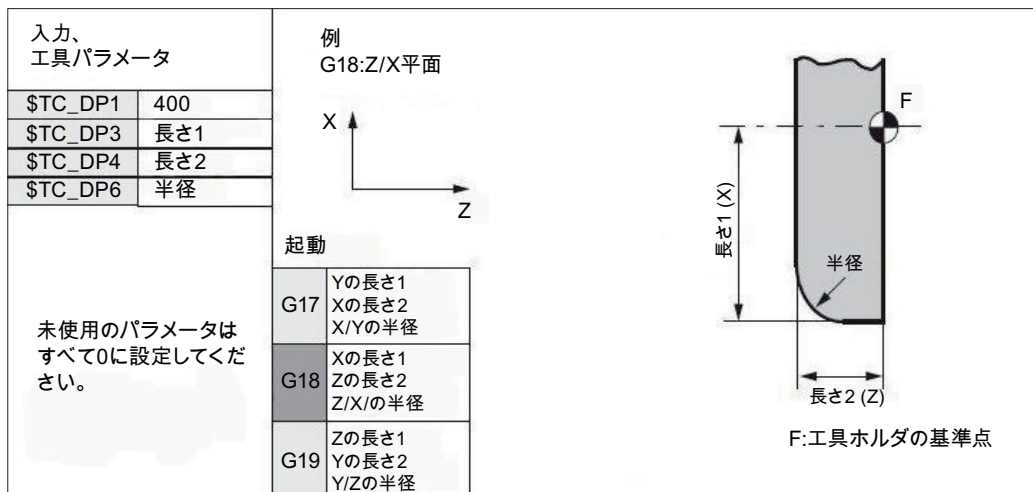 入力、
工具パラメータ
$TC_DP1 400
$TC_DP3 長さ1
$TC_DP4 長さ2
$TC_DP6 半径
未使用のパラメータは
すべて0に設定してくだ
さい。
例
G18:Z/X平面
X
Z
起動
G17
Yの長さ1
Xの長さ2
X/Yの半径
G18
Xの長さ1
Zの長さ2
Z/X/の半径
G19
Zの長さ1
Yの長さ2
Y/Zの半径
F
長さ1 (X)
半径
長さ2 (Z)
F:工具ホルダの基準点